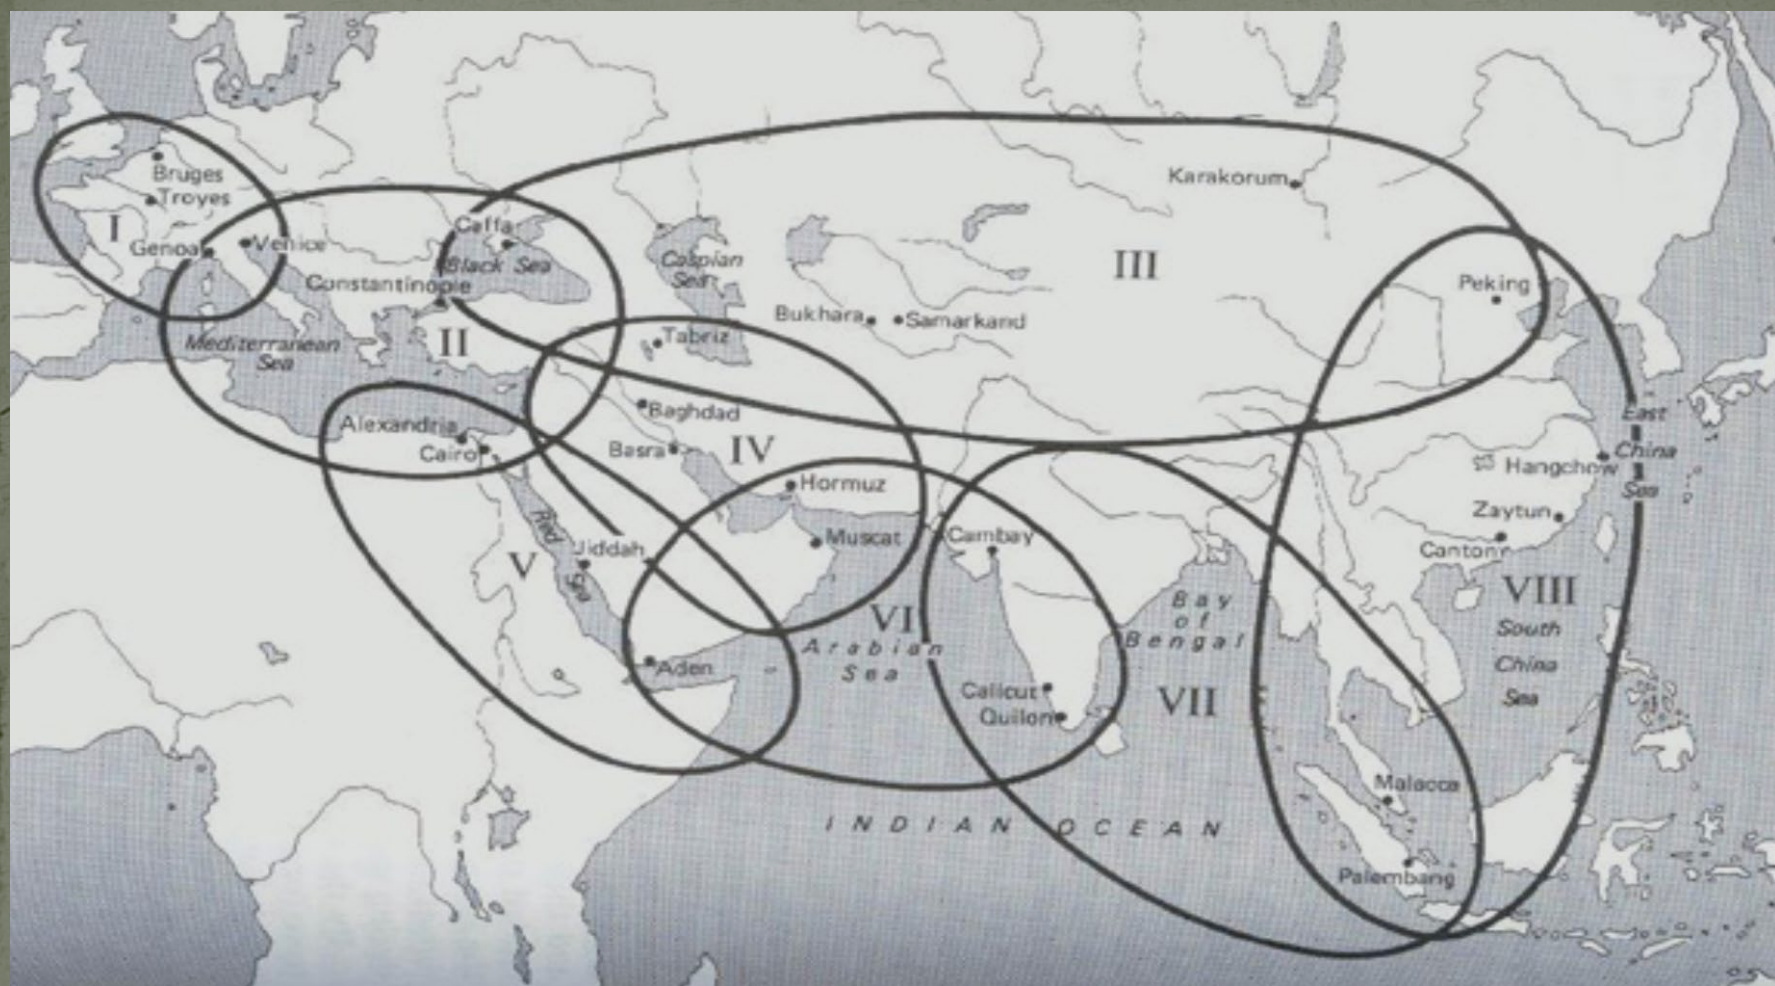 Karakorum
Bruges
Troyes
I
Caffa
Genoa
Venice
Black Sea
Caspian
Sea
III
Constantinople
Peking
Bukhara
Samarkand
II
Tabriz
Mediterranean
Sea
Baghdad
East
China
Sea
Alexandria
Cairo
Basra
IV
Hangchow
Hormuz
Zaytun
Red
Sea
Muscat
Cambay
Canton
Jiddah
V
VIII
South
China
Sea
VI
Arabian
Sea
Bay
of
Bengal
Aden
Calicut
Quilon
VII
Malacca
INDIAN OCEAN
Palembang